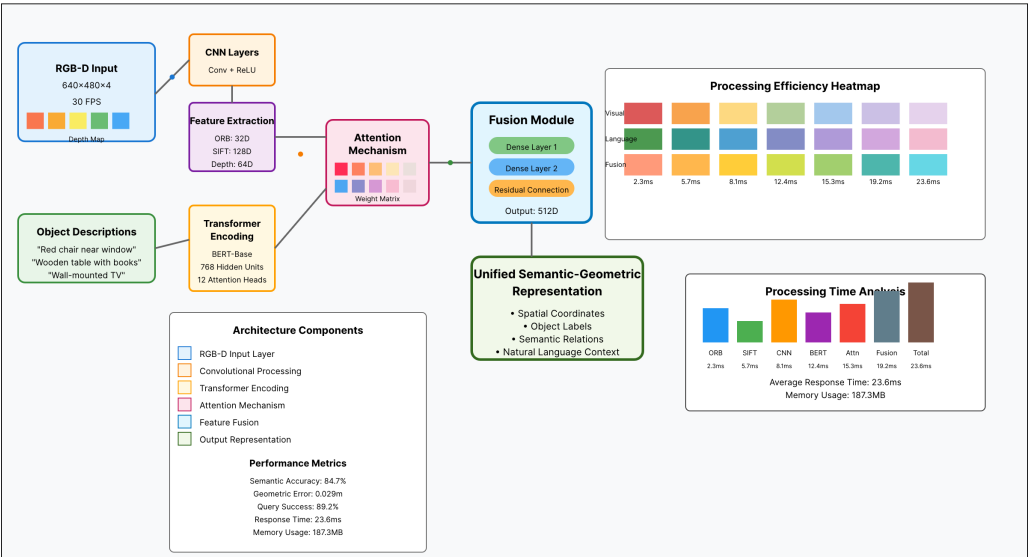 RGB-D Input
640×480×4
30 FPS
Depth Map
CNN Layers
Conv + ReLU
Feature Extraction
ORB: 32D
SIFT: 128D
Depth: 64D
Object Descriptions
"Red chair near window"
"Wooden table with books"
"Wall-mounted TV"
Transformer
Encoding
BERT-Base
768 Hidden Units
12 Attention Heads
Attention
Mechanism
Weight Matrix
Fusion Module
Dense Layer 1
Dense Layer 2
Residual Connection
Output: 512D
Unified Semantic-Geometric
Representation
• Spatial Coordinates
• Object Labels
• Semantic Relations
• Natural Language Context
Processing Efficiency Heatmap
Visual
Language
Fusion
2.3ms 5.7ms 8.1ms 12.4ms 15.3ms 19.2ms 23.6ms
Processing Time Analysis
ORB SIFT CNN BERT Attn Fusion Total
2.3ms 5.7ms 8.1ms 12.4ms 15.3ms 19.2ms 23.6ms
Average Response Time: 23.6ms
Memory Usage: 187.3MB
Architecture Components
RGB-D Input Layer
Convolutional Processing
Transformer Encoding
Attention Mechanism
Feature Fusion
Output Representation
Performance Metrics
Semantic Accuracy: 84.7%
Geometric Error: 0.029m
Query Success: 89.2%
Response Time: 23.6ms
Memory Usage: 187.3MB